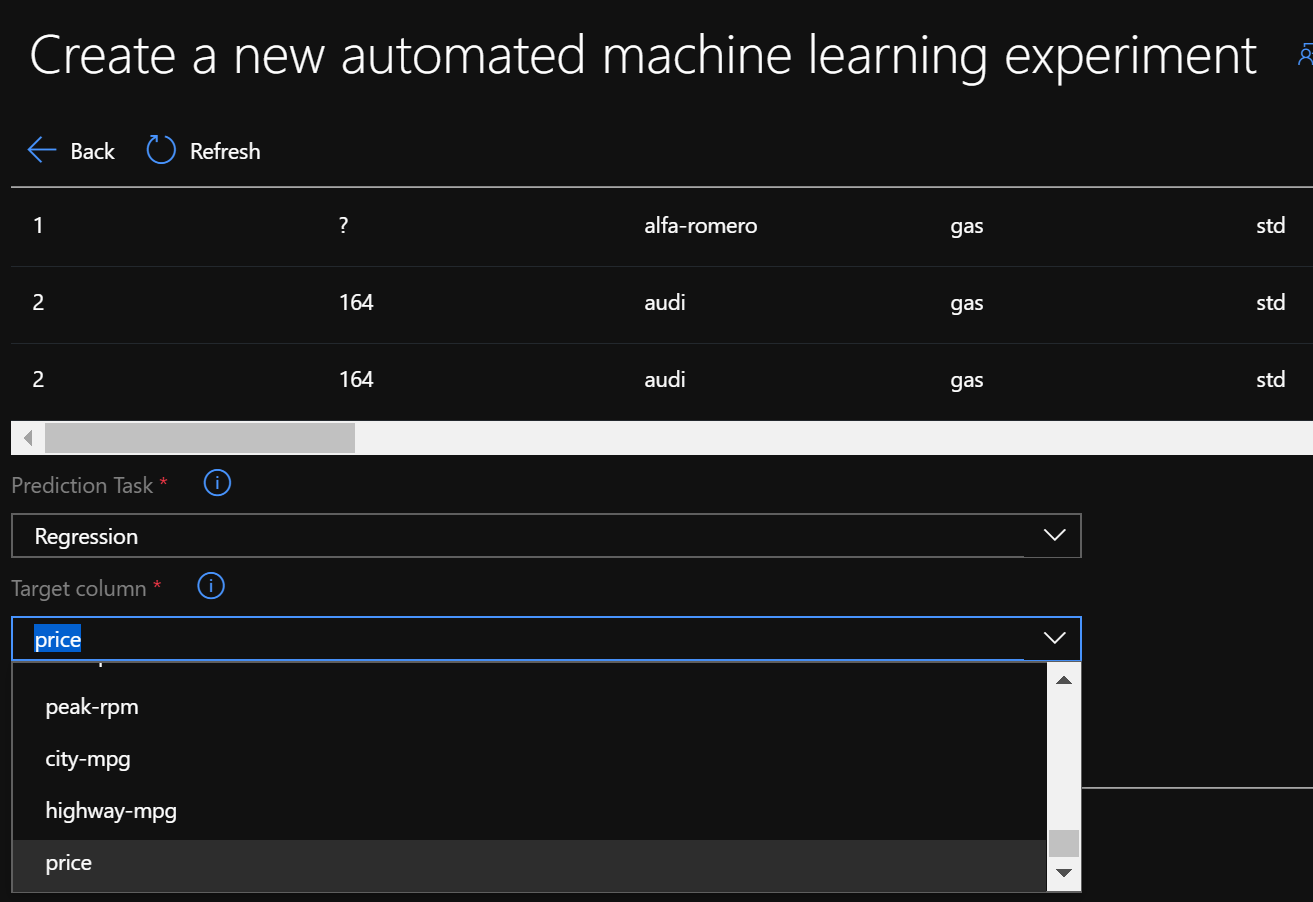 Create a new automated machine learning experiment
Back Refresh
1 ? alfa-romero gas std
2 164 audi gas std
2 164 audi gas std
Prediction Task *
Regression
Target column *
price
peak-rpm
city-mpg
highway-mpg
price